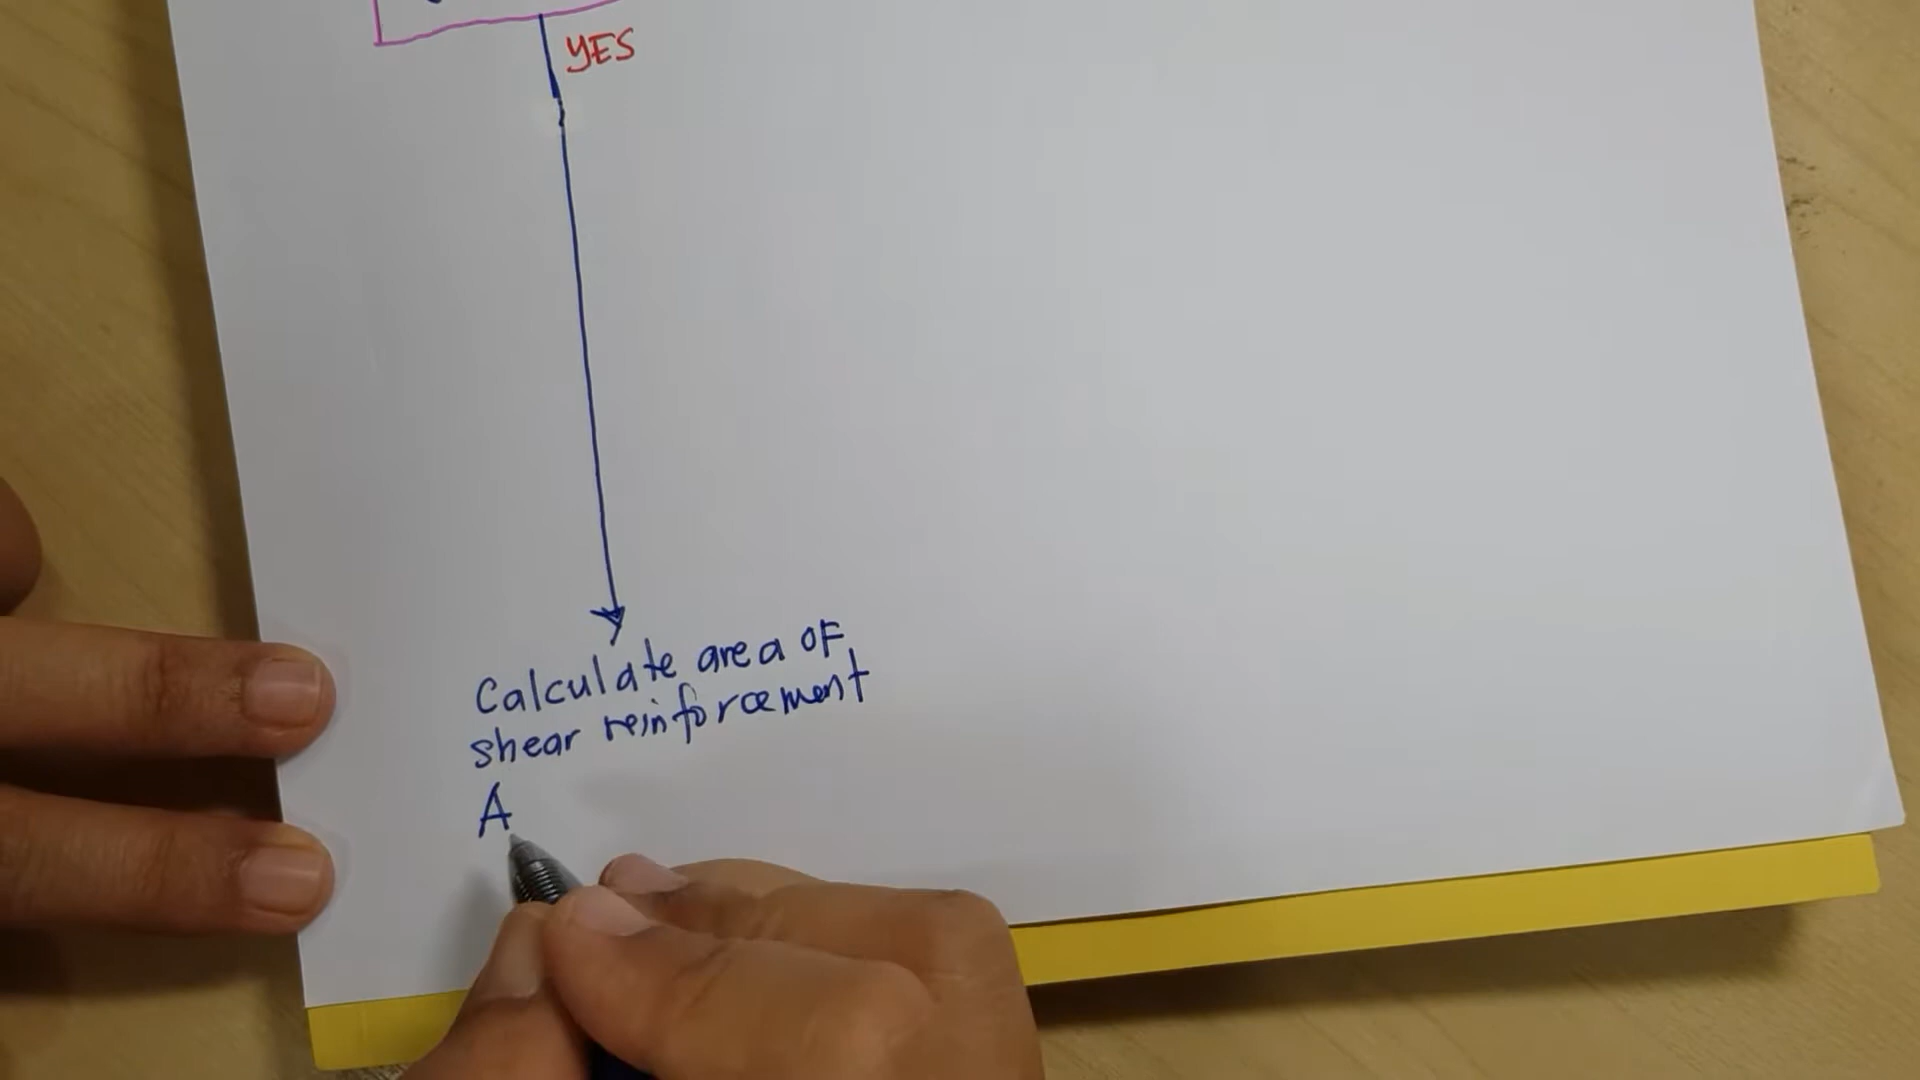 YES
Calculate area of
shear reinforcement
A